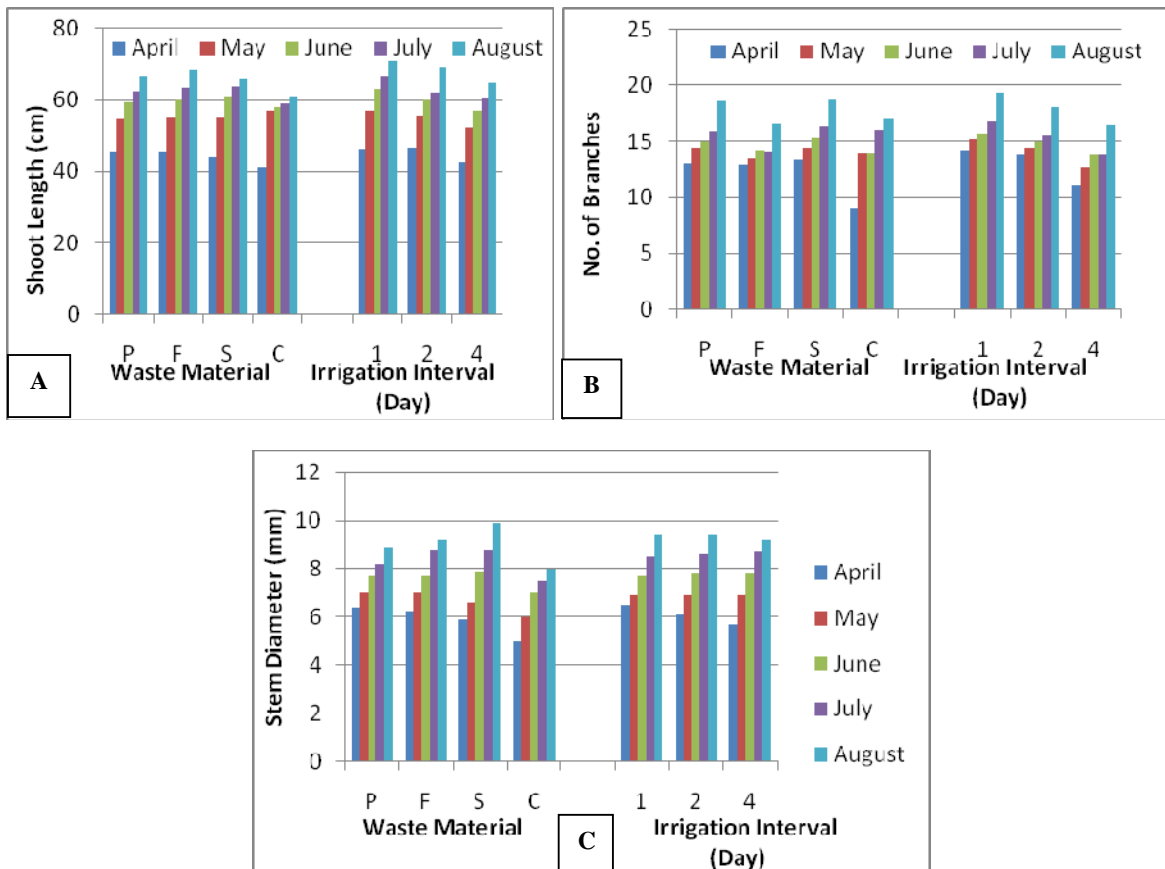 80
April May June July August
60
40
20
0
Shoot Length (cm)
P F S C 1 2 4
Waste Material Irrigation Interval
(Day)
A
25
April May June July August
20
15
10
5
0
No. of Branches
P F S C 1 2 4
Waste Material Irrigation Interval
(Day)
B
12
10
8
6
4
2
0
Stem Diameter (mm)
April
May
June
July
August
P F S C 1 2 4
Waste Material Irrigation Interval
(Day)
C